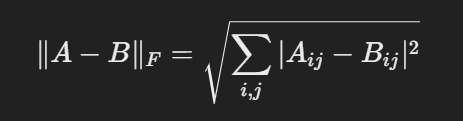 ‖A − B‖_F = √(∑_{i,j} |A_{ij} − B_{ij}|²)